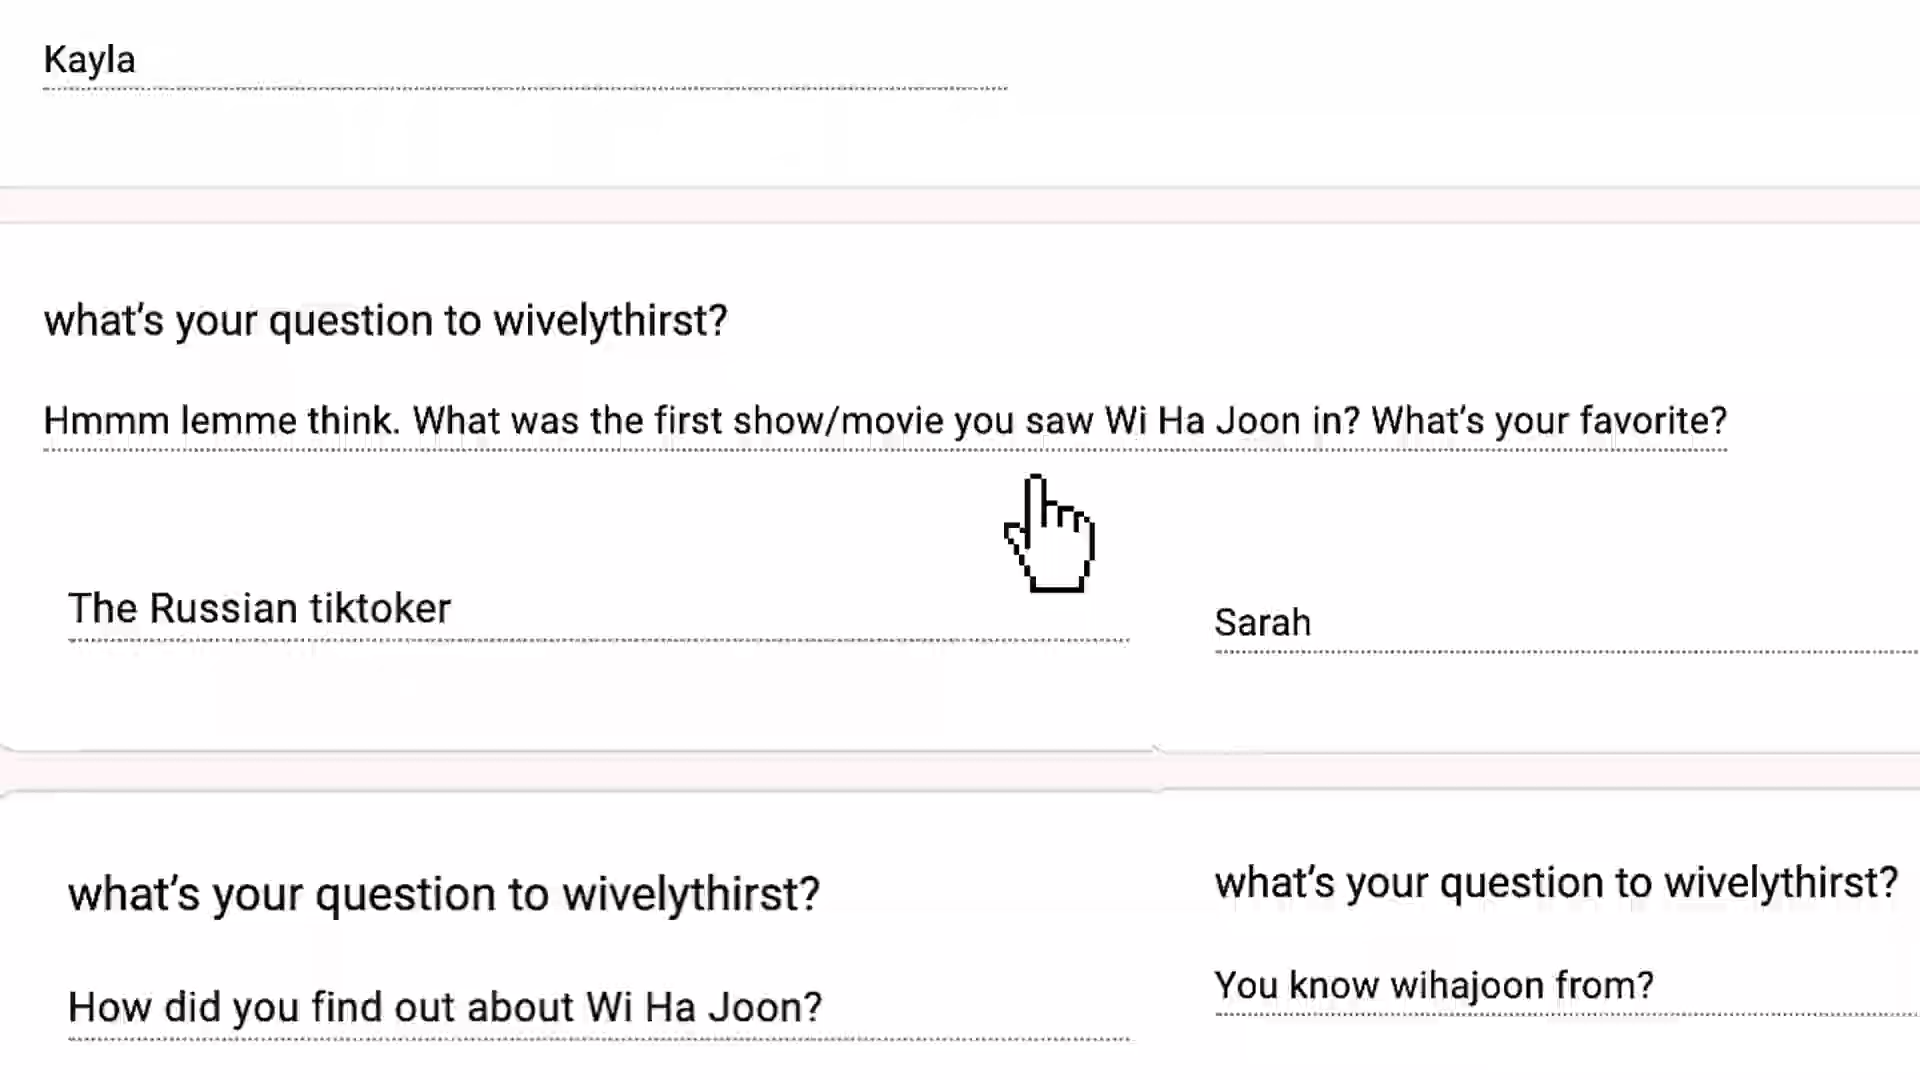 Kayla
what's your question to wivelythirst?
Hmmm lemme think. What was the first show/movie you saw Wi Ha Joon in? What's your favorite?
The Russian tiktoker
what's your question to wivelythirst?
How did you find out about Wi Ha Joon?
Sarah
what's your question to wivelythirst?
You know wihajoon from?